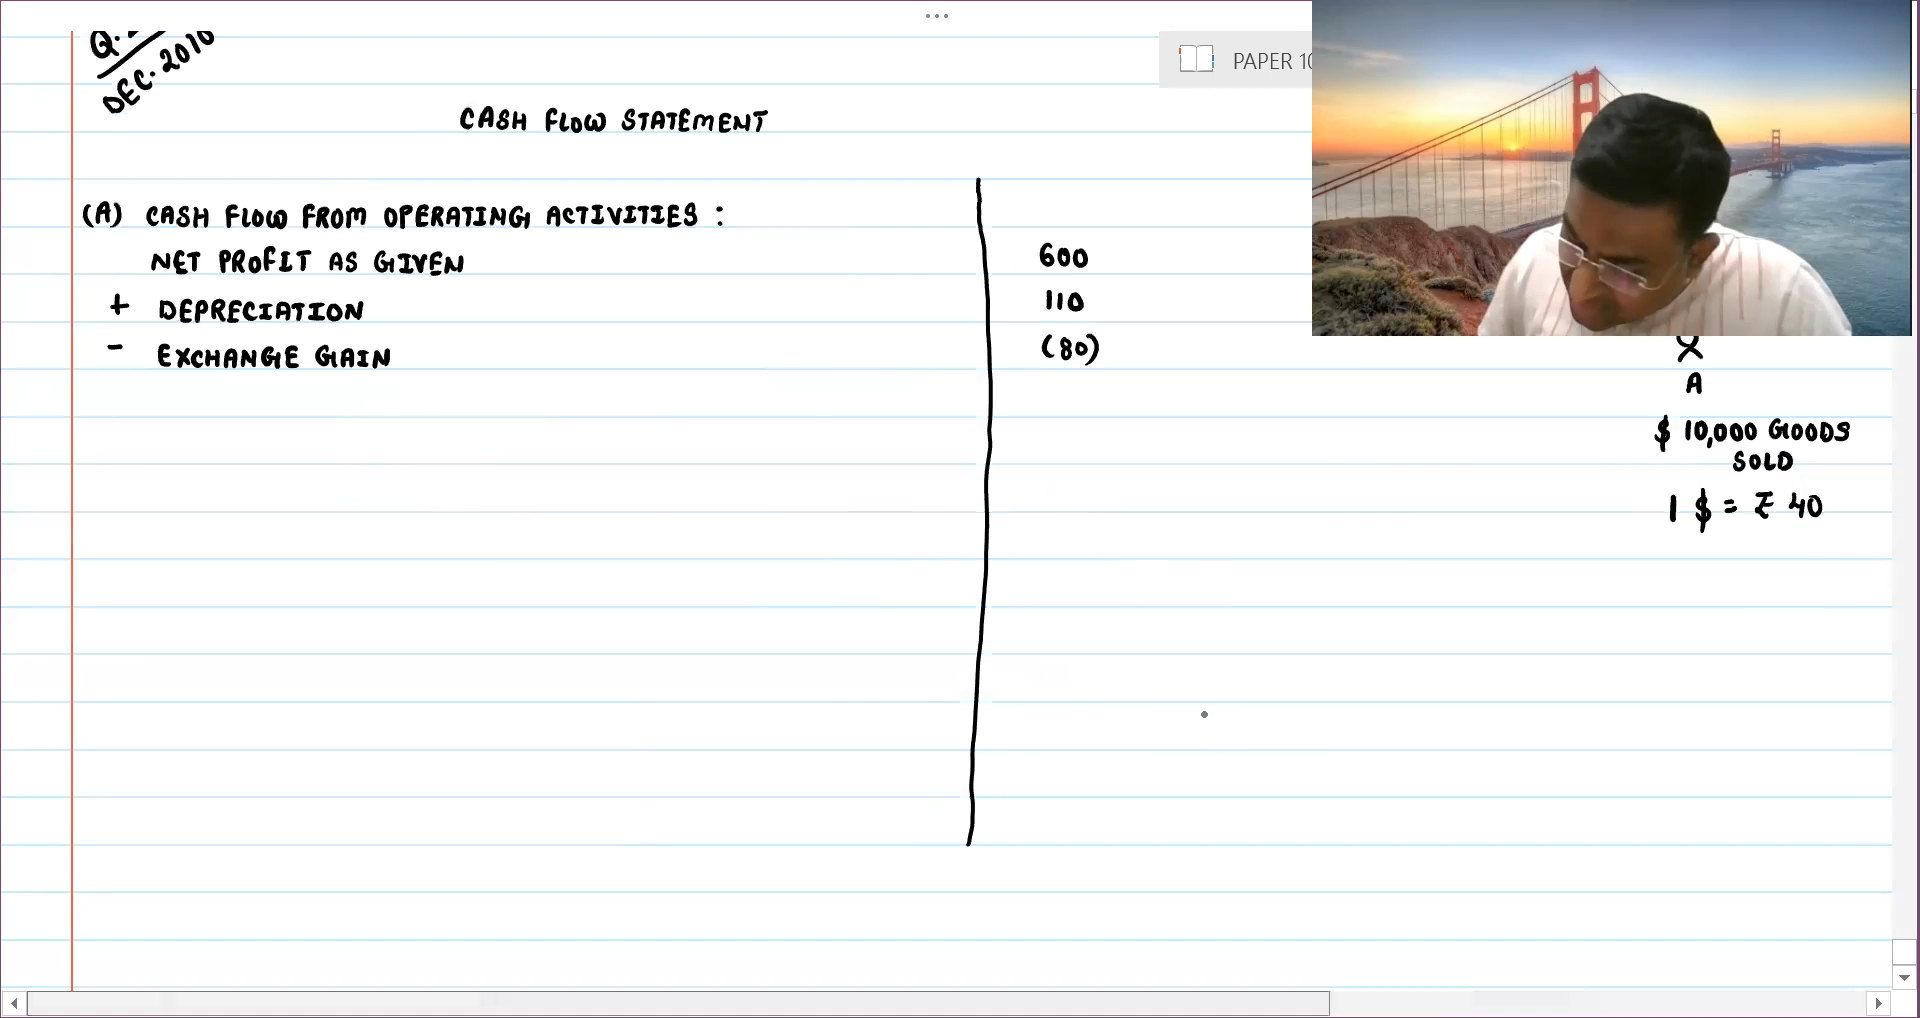 DEC. 2010
PAPER 10
CASH FLOW STATEMENT
(A) CASH FLOW FROM OPERATING ACTIVITIES :
NET PROFIT AS GIVEN 600
+ DEPRECIATION 110
- EXCHANGE GAIN (80)
A
$ 10,000 GOODS
SOLD
1 $ = ₹ 40